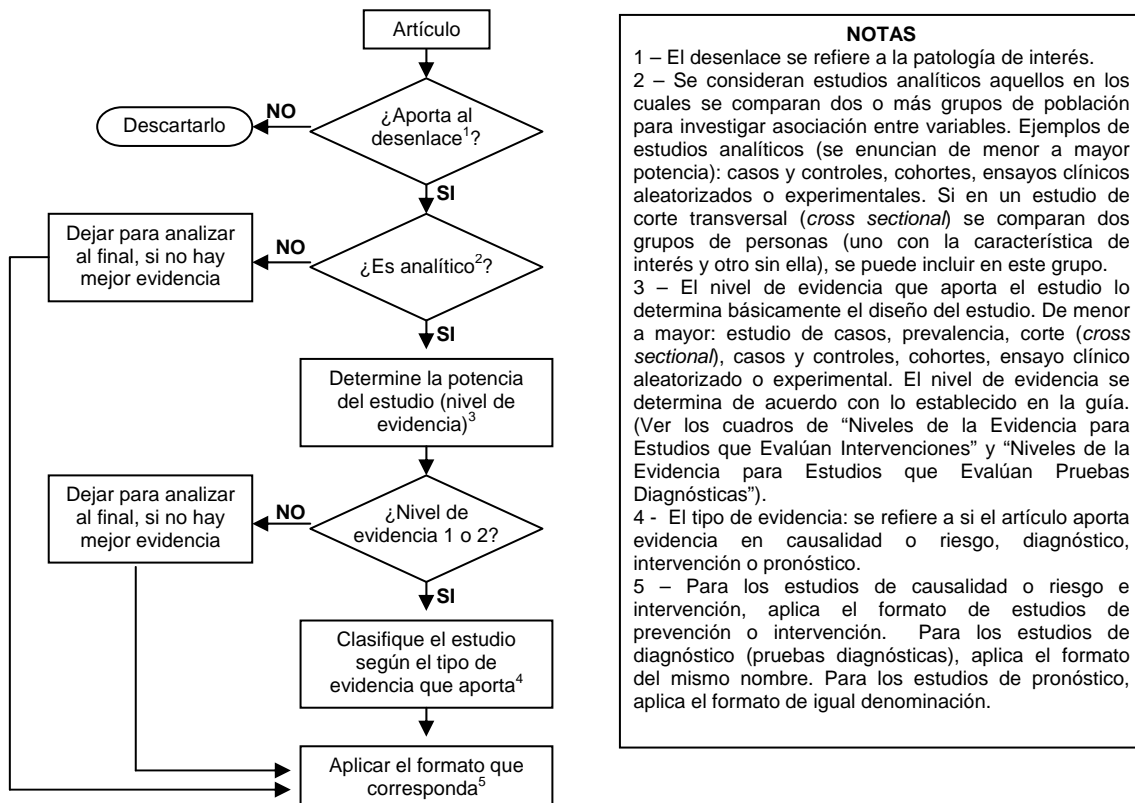 Artículo
¿Aporta al
desenlace¹?
NO
Descartarlo
SI
¿Es analítico²?
NO
Dejar para analizar
al final, si no hay
mejor evidencia
SI
Determine la potencia
del estudio (nivel de
evidencia)³
¿Nivel de
evidencia 1 o 2?
NO
Dejar para analizar
al final, si no hay
mejor evidencia
SI
Clasifique el estudio
según el tipo de
evidencia que aporta⁴
Aplicar el formato que
corresponda⁵
NOTAS
1 – El desenlace se refiere a la patología de interés.
2 – Se consideran estudios analíticos aquellos en los
cuales se comparan dos o más grupos de población
para investigar asociación entre variables. Ejemplos de
estudios analíticos (se enuncian de menor a mayor
potencia): casos y controles, cohortes, ensayos clínicos
aleatorizados o experimentales. Si en un estudio de
corte transversal (cross sectional) se comparan dos
grupos de personas (uno con la característica de
interés y otro sin ella), se puede incluir en este grupo.
3 – El nivel de evidencia que aporta el estudio lo
determina básicamente el diseño del estudio. De menor
a mayor: estudio de casos, prevalencia, corte (cross
sectional), casos y controles, cohortes, ensayo clínico
aleatorizado o experimental. El nivel de evidencia se
determina de acuerdo con lo establecido en la guía.
(Ver los cuadros de “Niveles de la Evidencia para
Estudios que Evalúan Intervenciones” y “Niveles de la
Evidencia para Estudios que Evalúan Pruebas
Diagnósticas”).
4 - El tipo de evidencia: se refiere a si el artículo aporta
evidencia en causalidad o riesgo, diagnóstico,
intervención o pronóstico.
5 – Para los estudios de causalidad o riesgo e
intervención, aplica el formato de estudios de
prevención o intervención. Para los estudios de
diagnóstico (pruebas diagnósticas), aplica el formato
del mismo nombre. Para los estudios de pronóstico,
aplica el formato de igual denominación.